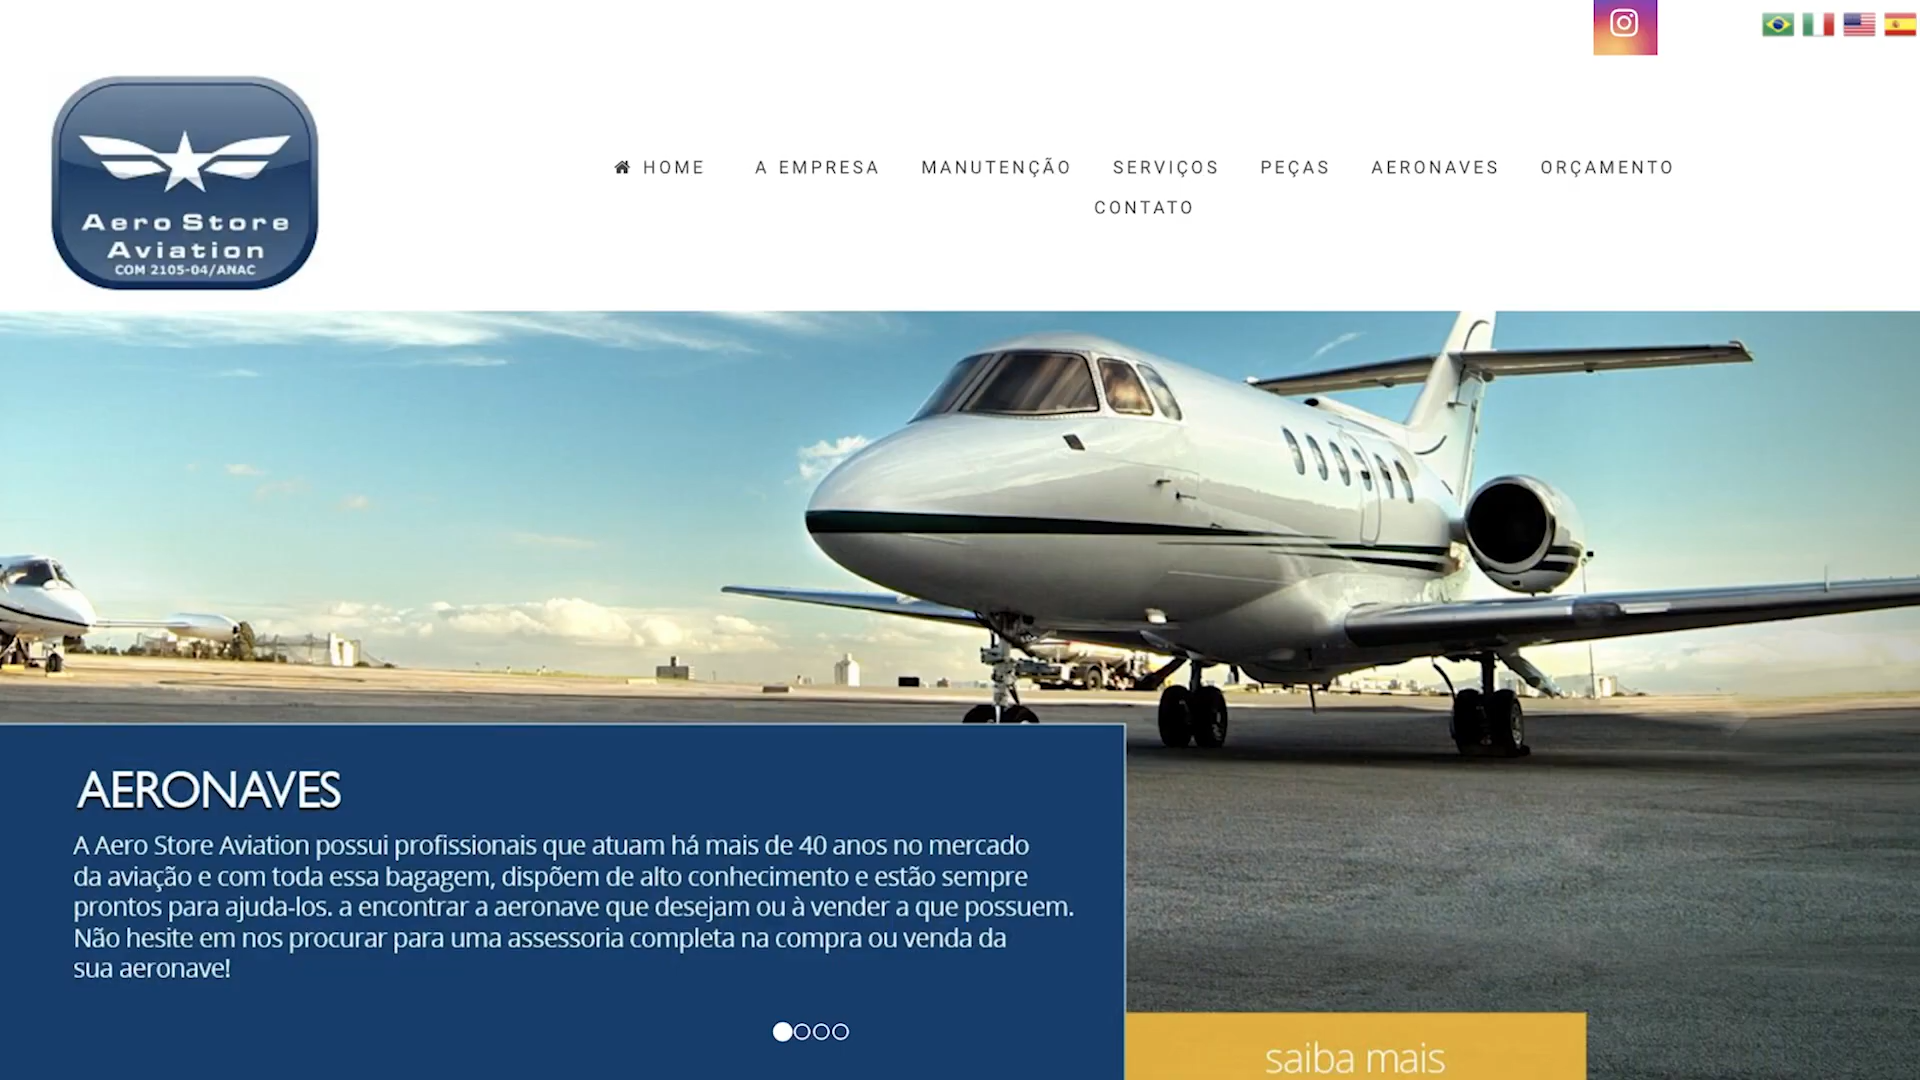 Aero Store
Aviation
COM 2105-04/ANAC
HOME A EMPRESA MANUTENÇÃO SERVIÇOS PEÇAS AERONAVES ORÇAMENTO
CONTATO
AERONAVES
A Aero Store Aviation possui profissionais que atuam há mais de 40 anos no mercado
da aviação e com toda essa bagagem, dispõem de alto conhecimento e estão sempre
prontos para ajuda-los. a encontrar a aeronave que desejam ou à vender a que possuem.
Não hesite em nos procurar para uma assessoria completa na compra ou venda da
sua aeronave!
saiba mais